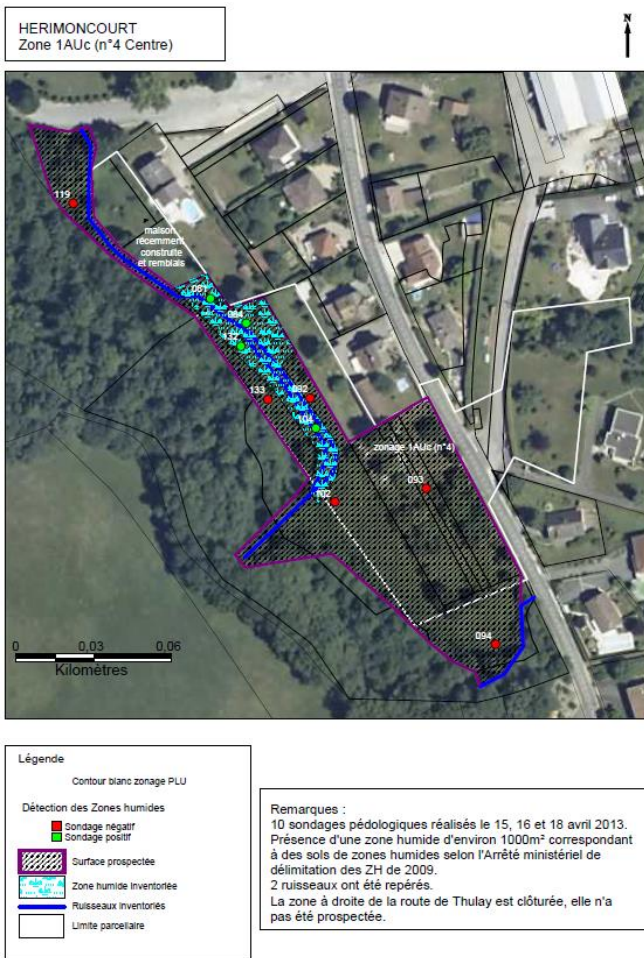 HERIMONCOURT
Zone 1AUc (n°4 Centre)
N
119
maison
récemment
construite
et remblais
081
084
132
133
092
104
zonage 1AUc (n°4)
102
093
094
0 0,03 0,06
Kilomètres
Légende
Contour blanc zonage PLU
Détection des Zones humides
Sondage négatif
Sondage positif
Surface prospectée
Zone humide inventoriée
Ruisseaux inventoriés
Limite parcellaire
Remarques :
10 sondages pédologiques réalisés le 15, 16 et 18 avril 2013.
Présence d'une zone humide d'environ 1000m² correspondant
à des sols de zones humides selon l'Arrêté ministériel de
délimitation des ZH de 2009.
2 ruisseaux ont été repérés.
La zone à droite de la route de Thulay est clôturée, elle n'a
pas été prospectée.